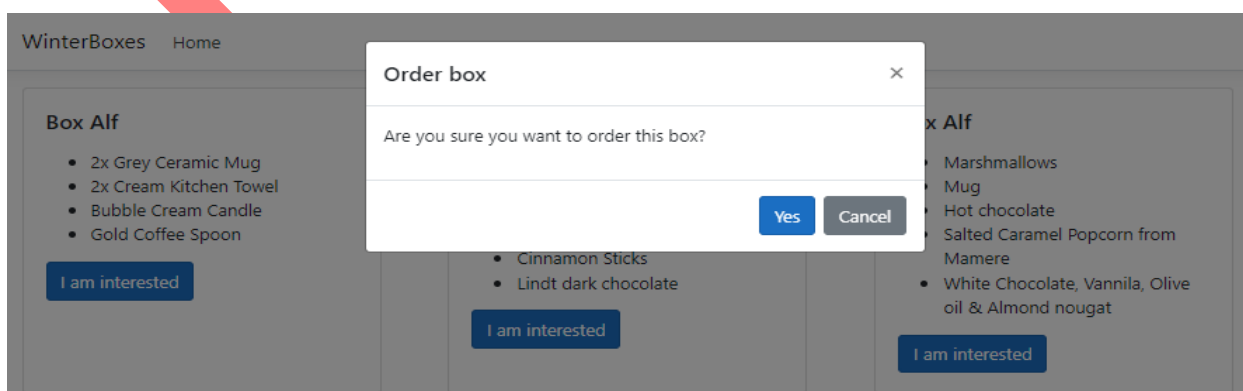 WinterBoxes Home
Order box ×
Are you sure you want to order this box?
Yes Cancel
Box Alf
2x Grey Ceramic Mug
2x Cream Kitchen Towel
Bubble Cream Candle
Gold Coffee Spoon
I am interested
Cinnamon Sticks
Lindt dark chocolate
I am interested
x Alf
Marshmallows
Mug
Hot chocolate
Salted Caramel Popcorn from
Mamere
White Chocolate, Vannila, Olive
oil & Almond nougat
I am interested